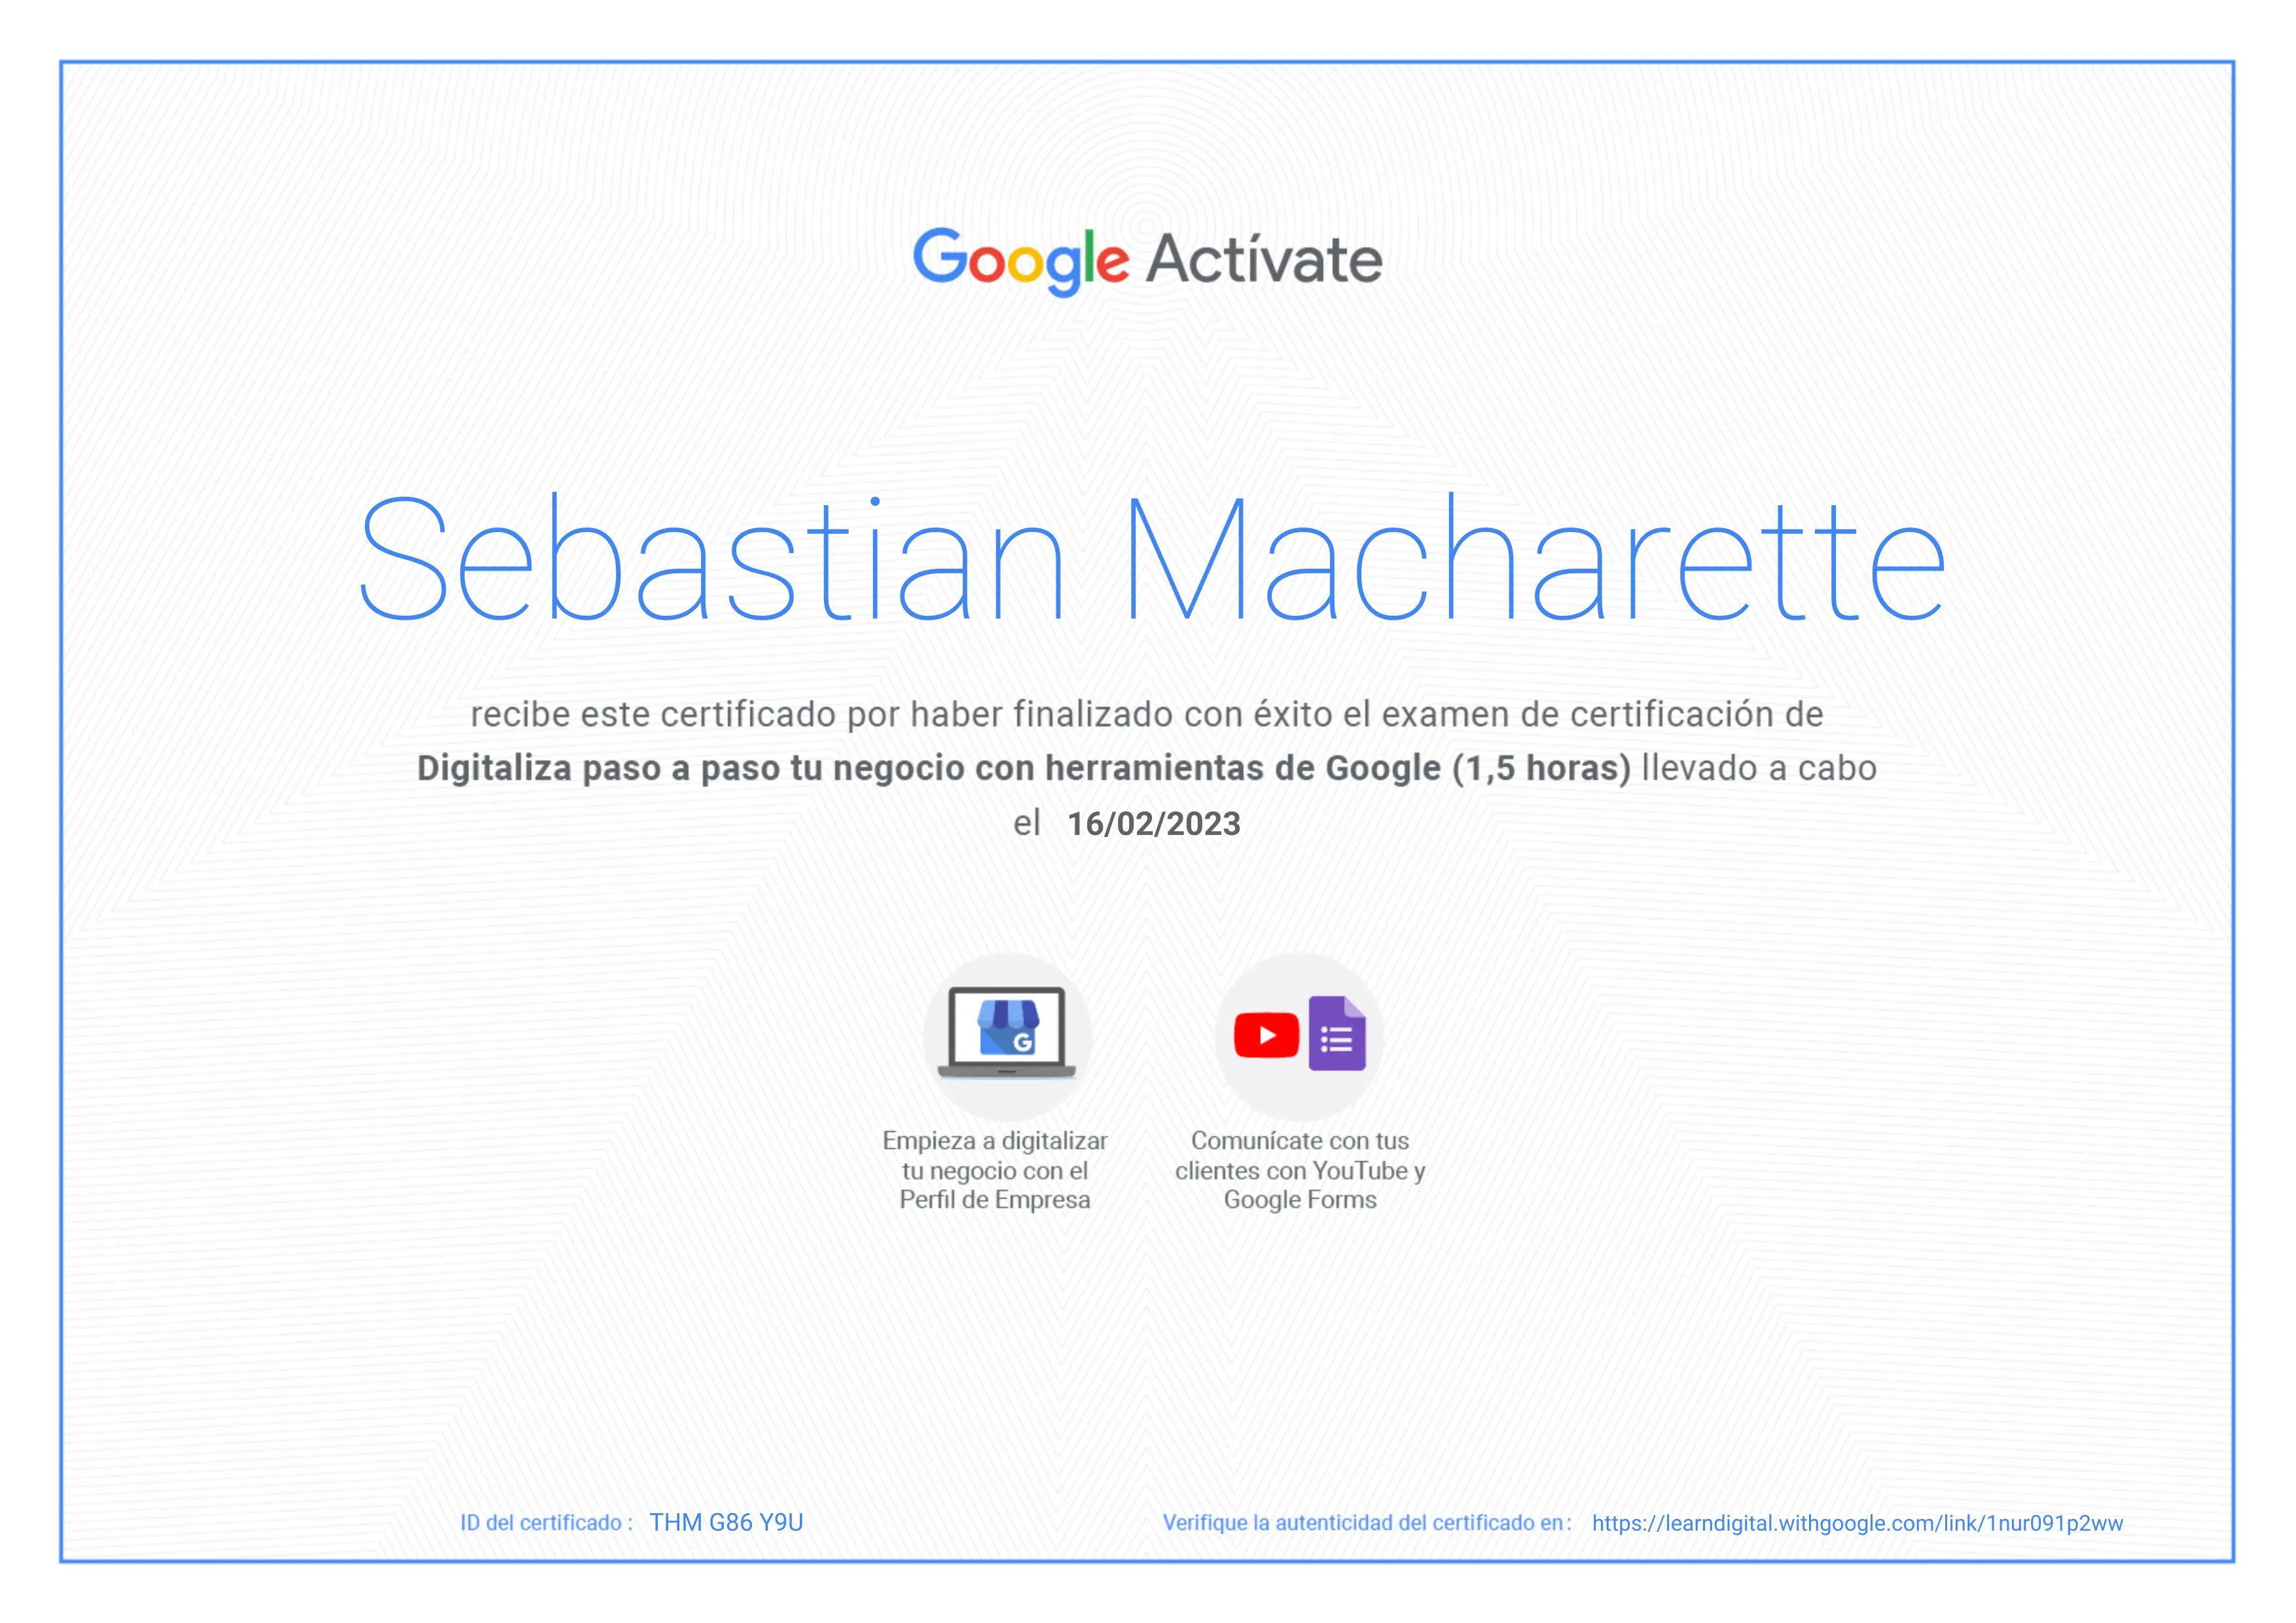 Google Actívate
Sebastian Macharette
recibe este certificado por haber finalizado con éxito el examen de certificación de
Digitaliza paso a paso tu negocio con herramientas de Google (1,5 horas) llevado a cabo
el 16/02/2023
G
Empieza a digitalizar
tu negocio con el
Perfil de Empresa
Comunícate con tus
clientes con YouTube y
Google Forms
ID del certificado : THM G86 Y9U
Verifique la autenticidad del certificado en : https://learndigital.withgoogle.com/link/1nur091p2ww